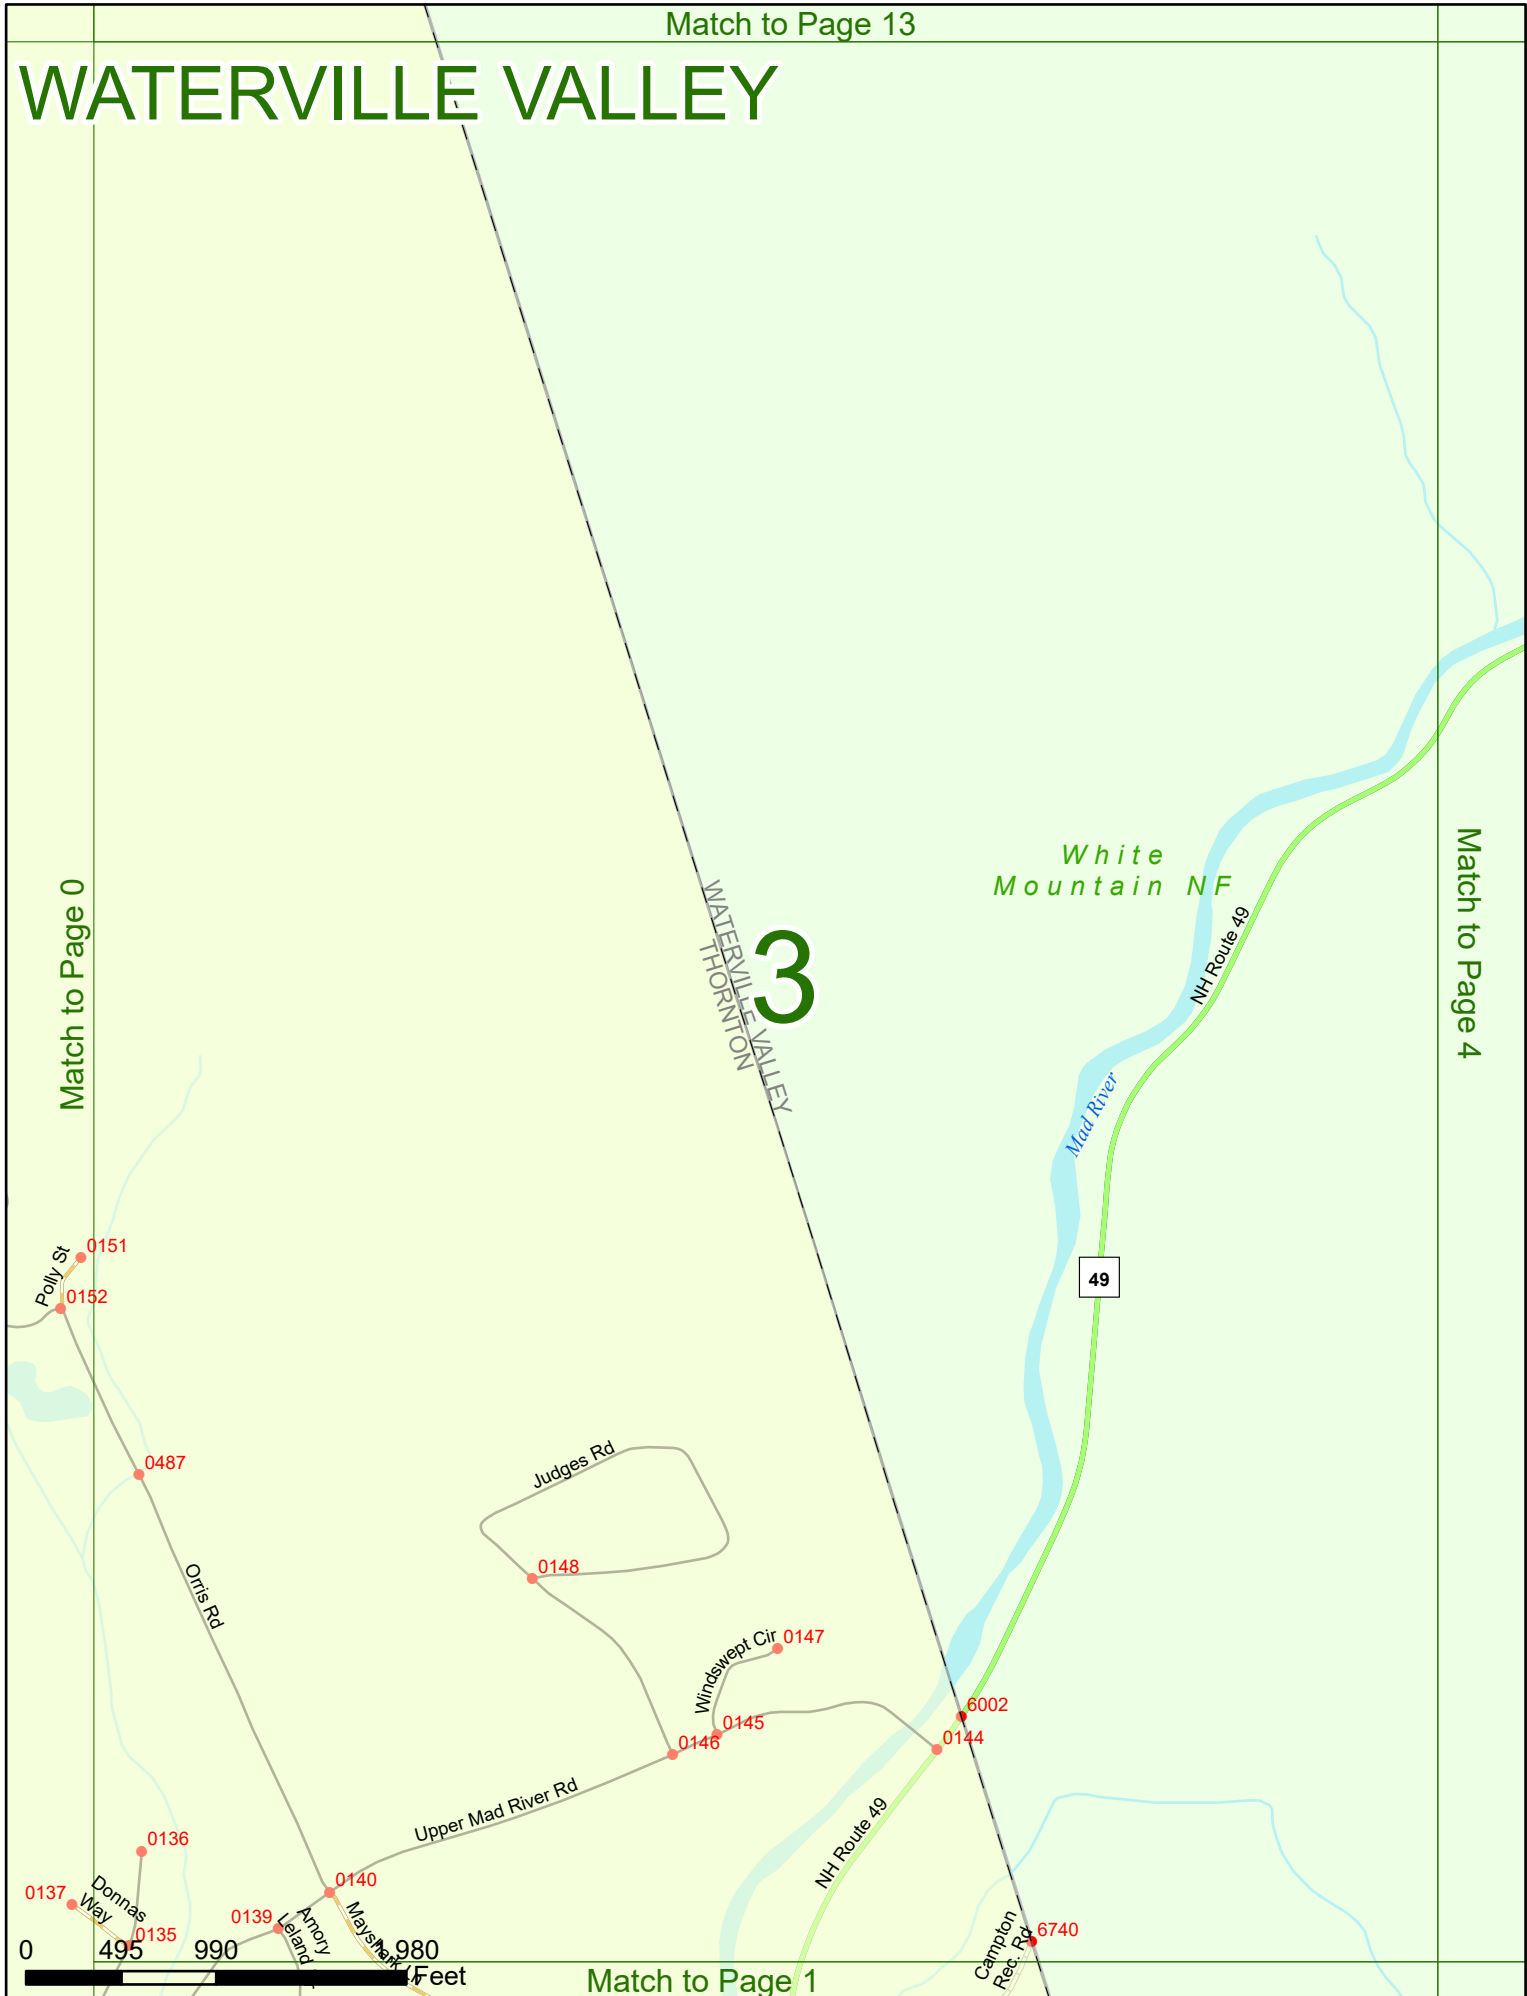 Match to Page 13
WATERVILLE VALLEY
White
Mountain NF
Match to Page 0
Match to Page 4
WATERVILLE VALLEY
THORNTON
3
NH Route 49
Mad River
49
Polly St
0151
0152
0487
Orris Rd
Judges Rd
0148
Windswept Cir
0147
0145
0146
6002
0144
Upper Mad River Rd
NH Route 49
0136
0137
Donnas
Way
0135
0140
0139
Amory
Leland
6740
Campton
Rec. Rd
0 495 990 1,980
Feet
Match to Page 1